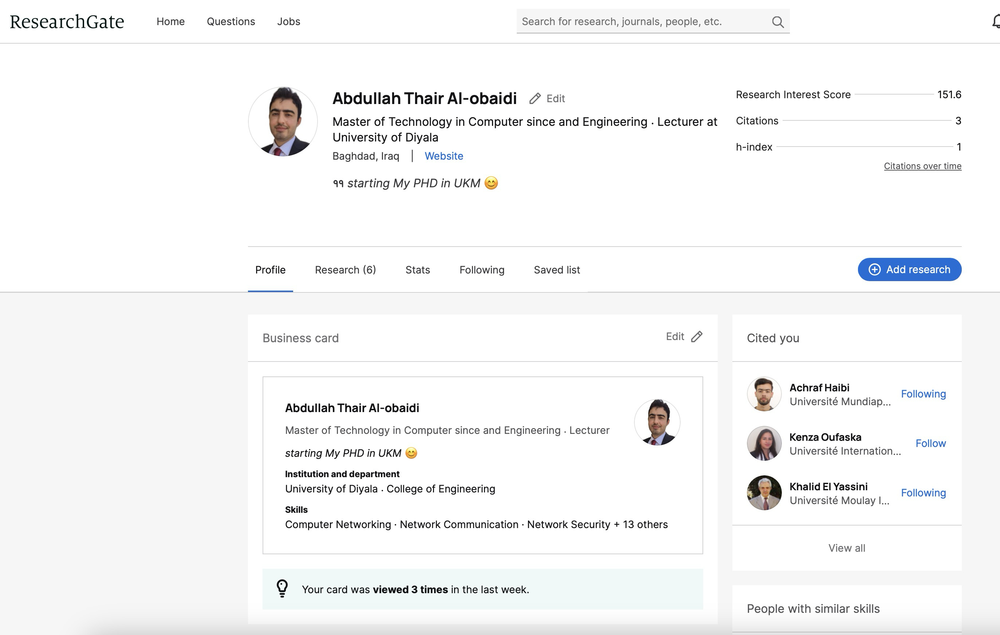 ResearchGate
Home
Questions
Jobs
Search for research, journals, people, etc.
Abdullah Thair Al-obaidi
Edit
Master of Technology in Computer since and Engineering · Lecturer at
University of Diyala
Baghdad, Iraq | Website
starting My PHD in UKM 😊
Research Interest Score 151.6
Citations 3
h-index 1
Citations over time
Profile
Research (6)
Stats
Following
Saved list
Add research
Business card
Edit
Abdullah Thair Al-obaidi
Master of Technology in Computer since and Engineering · Lecturer
starting My PHD in UKM 😊
Institution and department
University of Diyala · College of Engineering
Skills
Computer Networking · Network Communication · Network Security + 13 others
Your card was viewed 3 times in the last week.
Cited you
Achraf Haibi
Université Mundiap...
Following
Kenza Oufaska
Université Internation...
Follow
Khalid El Yassini
Université Moulay I...
Following
View all
People with similar skills